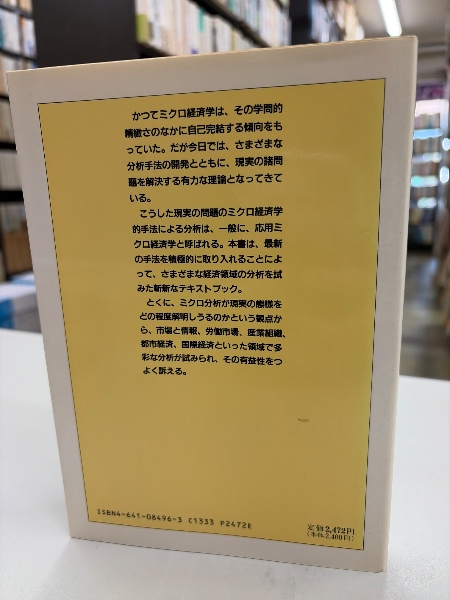 かつてミクロ経済学は、その学問的
精緻さのなかに自己完結する傾向をも
っていた。だが今日では、さまざまな
分析手法の開発とともに、現実の諸問
題を解決する有力な理論となってきて
いる。
こうした現実の問題のミクロ経済学
的手法による分析は、一般に、応用ミ
クロ経済学と呼ばれる。本書は、最新
の手法を積極的に取り入れることによ
って、さまざまな経済領域の分析を試
みた斬新なテキストブック。
とくに、ミクロ分析が現実の態様を
どの程度解明しうるのかという観点か
ら、市場と情報、労働市場、産業組織、
都市経済、国際経済といった領域で多
彩な分析が試みられ、その有益性をつ
よく訴える。
ISBN4-641-08496-3 C1333 P2472E
定価2,472円
(本体2,400円)